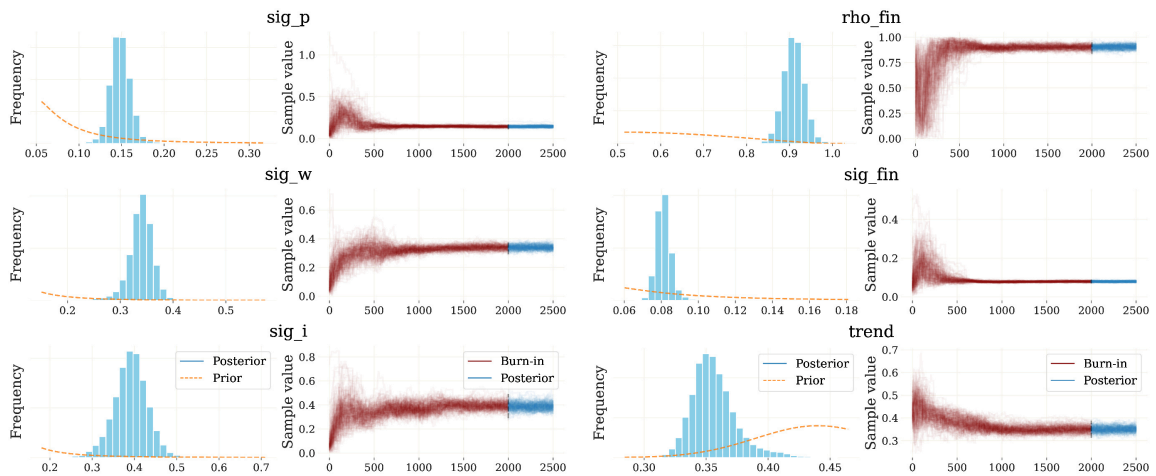 sig_p
Frequency
0.05 0.10 0.15 0.20 0.25 0.30
Sample value
1.0
0.5
0.0
0 500 1000 1500 2000 2500
rho_fin
Frequency
0.5 0.6 0.7 0.8 0.9 1.0
Sample value
1.00
0.75
0.50
0.25
0.00
0 500 1000 1500 2000 2500
sig_w
Frequency
0.2 0.3 0.4 0.5
Sample value
0.6
0.4
0.2
0.0
0 500 1000 1500 2000 2500
sig_fin
Frequency
0.06 0.08 0.10 0.12 0.14 0.16 0.18
Sample value
0.4
0.2
0.0
0 500 1000 1500 2000 2500
sig_i
Frequency
Posterior
Prior
0.2 0.3 0.4 0.5 0.6 0.7
Sample value
0.8
0.6
0.4
0.2
0.0
Burn-in
Posterior
0 500 1000 1500 2000 2500
trend
Frequency
Posterior
Prior
0.30 0.35 0.40 0.45
Sample value
0.7
0.6
0.5
0.4
0.3
Burn-in
Posterior
0 500 1000 1500 2000 2500